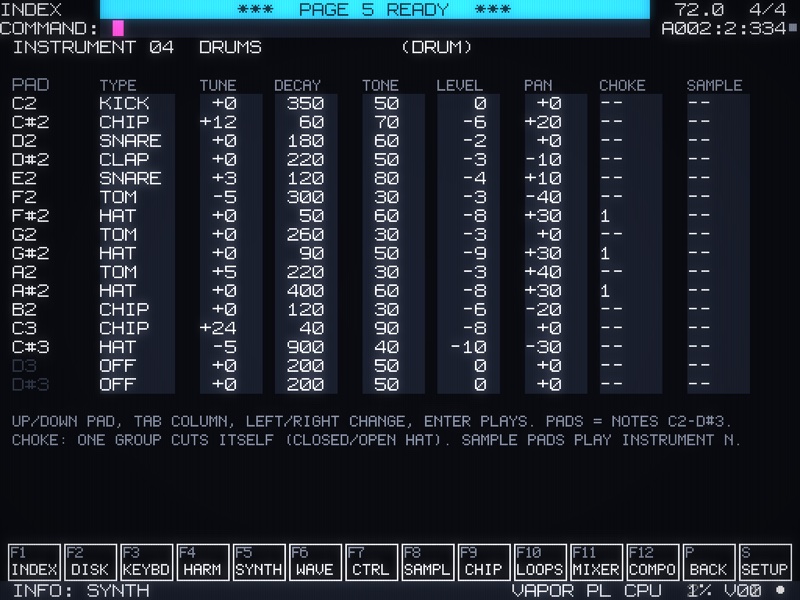 INDEX *** PAGE 5 READY *** 72.0 4/4
COMMAND: A002:2:334
INSTRUMENT 04 DRUMS (DRUM)
PAD TYPE TUNE DECAY TONE LEVEL PAN CHOKE SAMPLE
C2 KICK +0 350 50 0 +0 -- --
C#2 CHIP +12 60 70 -6 +20 -- --
D2 SNARE +0 180 60 -2 +0 -- --
D#2 CLAP +0 220 50 -3 -10 -- --
E2 SNARE +3 120 80 -4 +10 -- --
F2 TOM -5 300 30 -3 -40 -- --
F#2 HAT +0 50 60 -8 +30 1 --
G2 TOM +0 260 30 -3 +0 -- --
G#2 HAT +0 90 50 -9 +30 1 --
A2 TOM +5 220 30 -3 +40 -- --
A#2 HAT +0 400 60 -8 +30 1 --
B2 CHIP +0 120 30 -6 -20 -- --
C3 CHIP +24 40 90 -8 +0 -- --
C#3 HAT -5 900 40 -10 -30 -- --
D3 OFF +0 200 50 0 +0 -- --
D#3 OFF +0 200 50 0 +0 -- --
UP/DOWN PAD, TAB COLUMN, LEFT/RIGHT CHANGE, ENTER PLAYS. PADS = NOTES C2-D#3.
CHOKE: ONE GROUP CUTS ITSELF (CLOSED/OPEN HAT). SAMPLE PADS PLAY INSTRUMENT N.
F1 F2 F3 F4 F5 F6 F7 F8 F9 F10 F11 F12 P S
INDEX DISK KEYBD HARM SYNTH WAVE CTRL SAMPL CHIP LOOPS MIXER COMPO BACK SETUP
INFO: SYNTH VAPOR PL CPU 2% V00